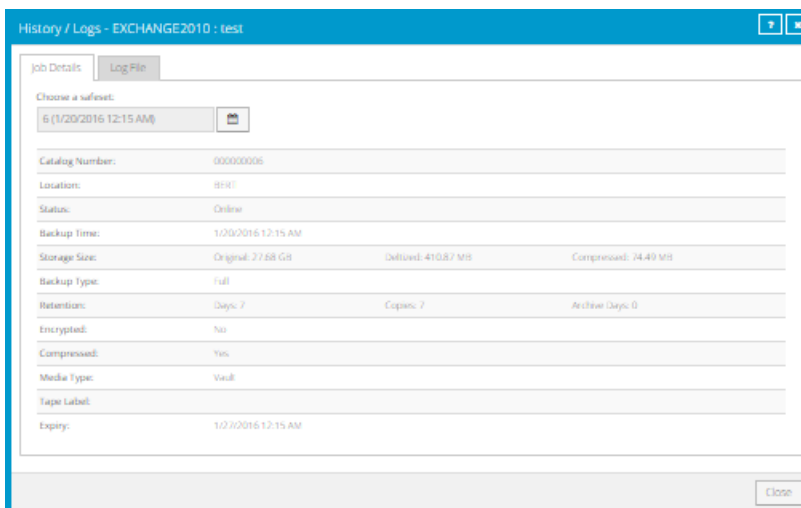 History / Logs - EXCHANGE2010 : test
?
Job Details Log File
Choose a safeset:
6 (1/20/2016 12:15 AM)
Catalog Number: 000000006
Location: BERT
Status: Online
Backup Time: 1/20/2016 12:15 AM
Storage Size: Original: 27.68 GB Deltized: 410.87 MB Compressed: 74.49 MB
Backup Type: Full
Retention: Days: 7 Copies: 7 Archive Days: 0
Encrypted: No
Compressed: Yes
Media Type: Vault
Tape Label:
Expiry: 1/27/2016 12:15 AM
Close